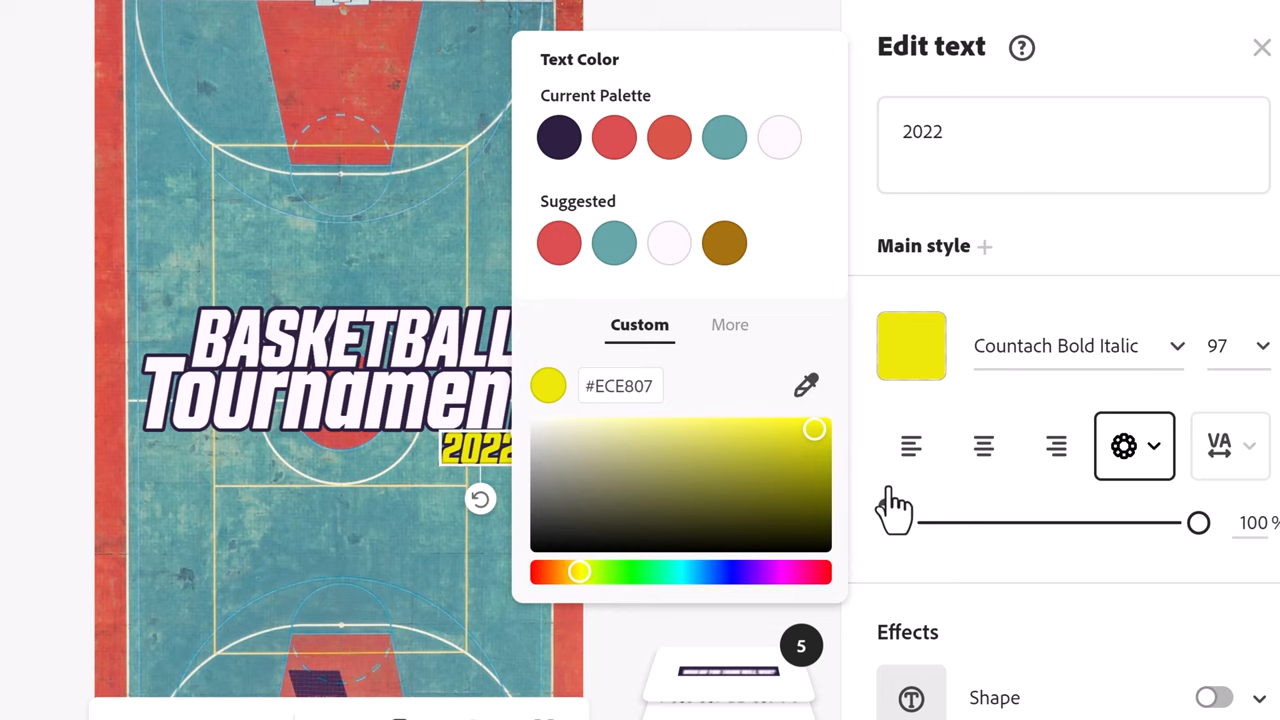 Text Color
Current Palette
Suggested
Custom
More
#ECE807
BASKETBALL
Tournamen
2022
5
Edit text
?
2022
Main style +
Countach Bold Italic
97
VA
100 %
Effects
T
Shape